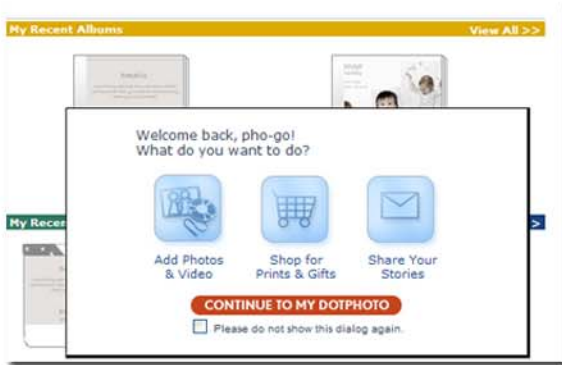 My Recent Albums
View All >>
Welcome back, pho-go!
What do you want to do?
My Rece
>
Add Photos
& Video
Shop for
Prints & Gifts
Share Your
Stories
CONTINUE TO MY DOTPHOTO
Please do not show this dialog again.